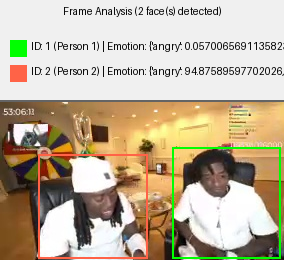 Frame Analysis (2 face(s) detected)
ID: 1 (Person 1) | Emotion: {'angry': 0.0570065691135823
ID: 2 (Person 2) | Emotion: {'angry': 94.87589597702026,
53:06:11